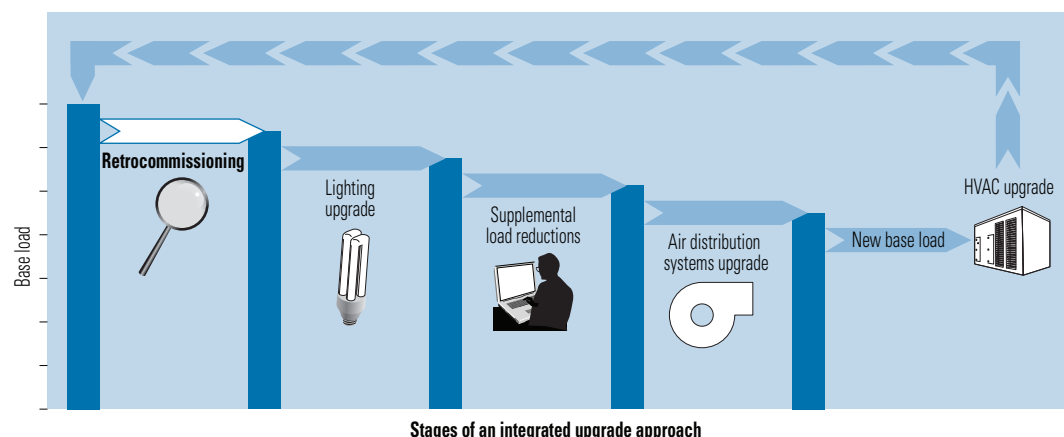 Base load
Retrocommissioning
Lighting
upgrade
Supplemental
load reductions
Air distribution
systems upgrade
New base load
HVAC upgrade
Stages of an integrated upgrade approach